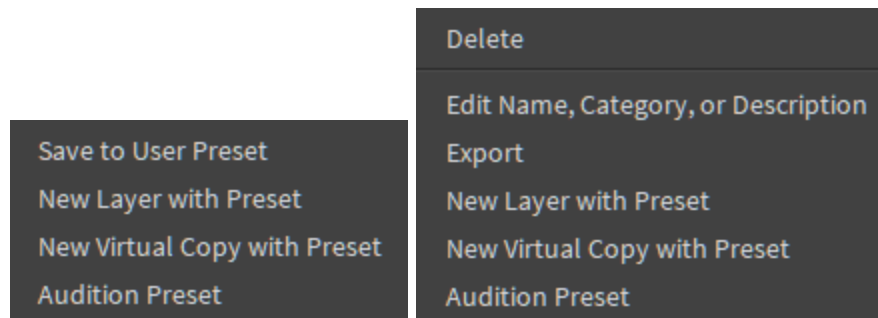 Save to User Preset
New Layer with Preset
New Virtual Copy with Preset
Audition Preset
Delete
Edit Name, Category, or Description
Export
New Layer with Preset
New Virtual Copy with Preset
Audition Preset